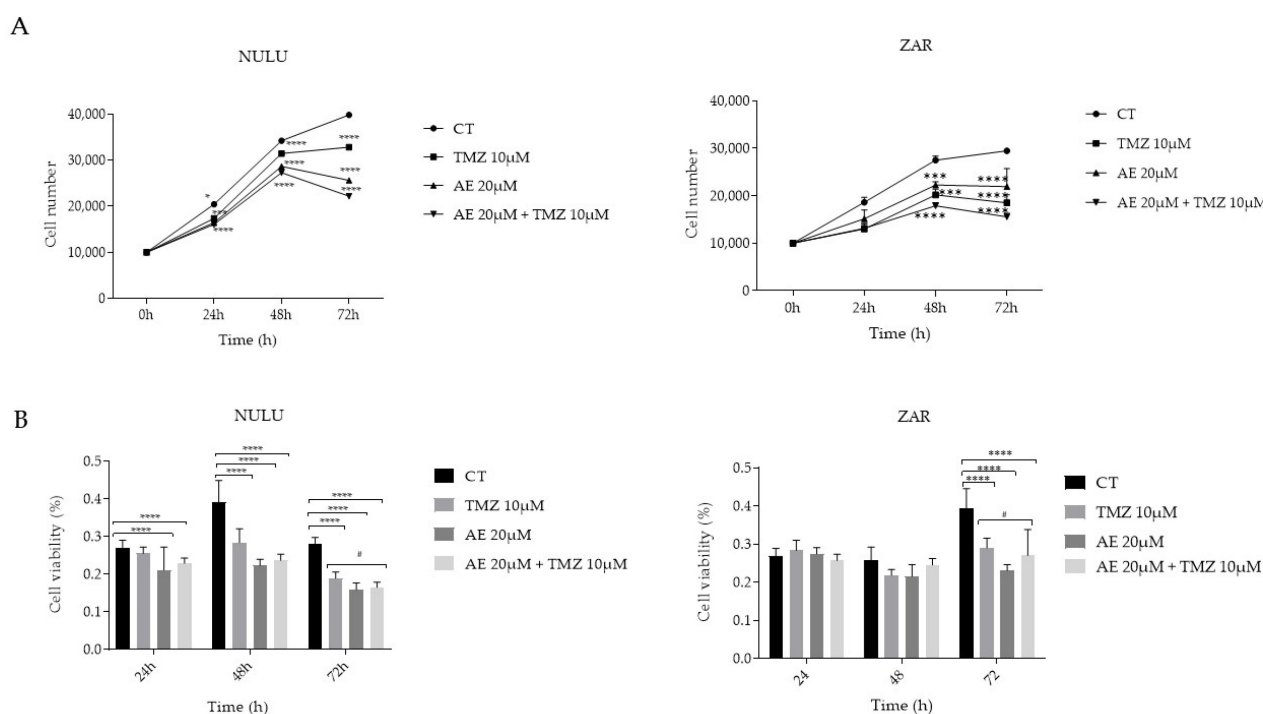 A
NULU
40,000
30,000
20,000
10,000
0
Cell number
0h
24h
48h
72h
Time (h)
*
***
****
****
****
****
****
****
****
CT
TMZ 10µM
AE 20µM
AE 20µM + TMZ 10µM
ZAR
40,000
30,000
20,000
10,000
0
Cell number
0h
24h
48h
72h
Time (h)
***
***
****
****
****
****
CT
TMZ 10µM
AE 20µM
AE 20µM + TMZ 10µM
B
NULU
0.5
0.4
0.3
0.2
0.1
0.0
Cell viability (%)
****
****
****
****
****
****
****
****
#
24h
48h
72h
Time (h)
CT
TMZ 10µM
AE 20µM
AE 20µM + TMZ 10µM
ZAR
0.5
0.4
0.3
0.2
0.1
0.0
Cell viability (%)
****
****
****
#
24
48
72
Time (h)
CT
TMZ 10µM
AE 20µM
AE 20µM + TMZ 10µM